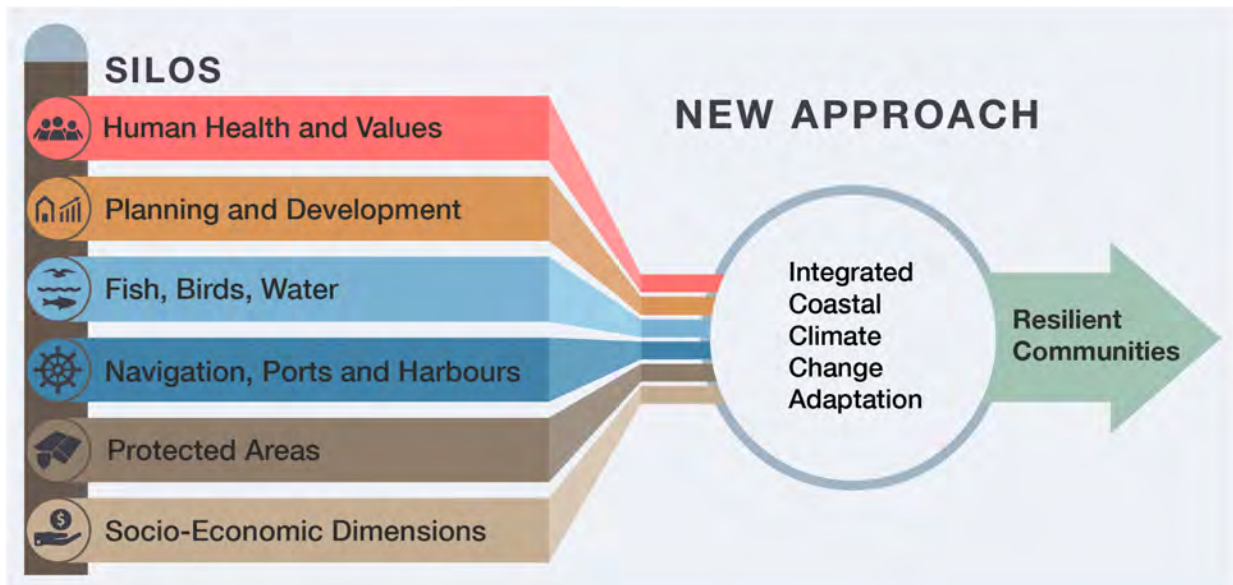 SILOS
Human Health and Values
Planning and Development
Fish, Birds, Water
Navigation, Ports and Harbours
Protected Areas
$
Socio-Economic Dimensions
NEW APPROACH
Integrated
Coastal
Climate
Change
Adaptation
Resilient
Communities